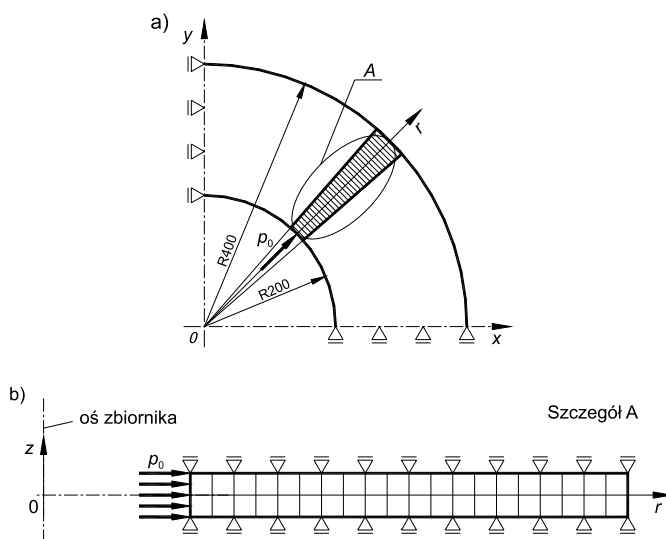 a)
y
A
r
p₀
R400
R200
0
x
b)
oś zbiornika
Szczegół A
z
p₀
0
r